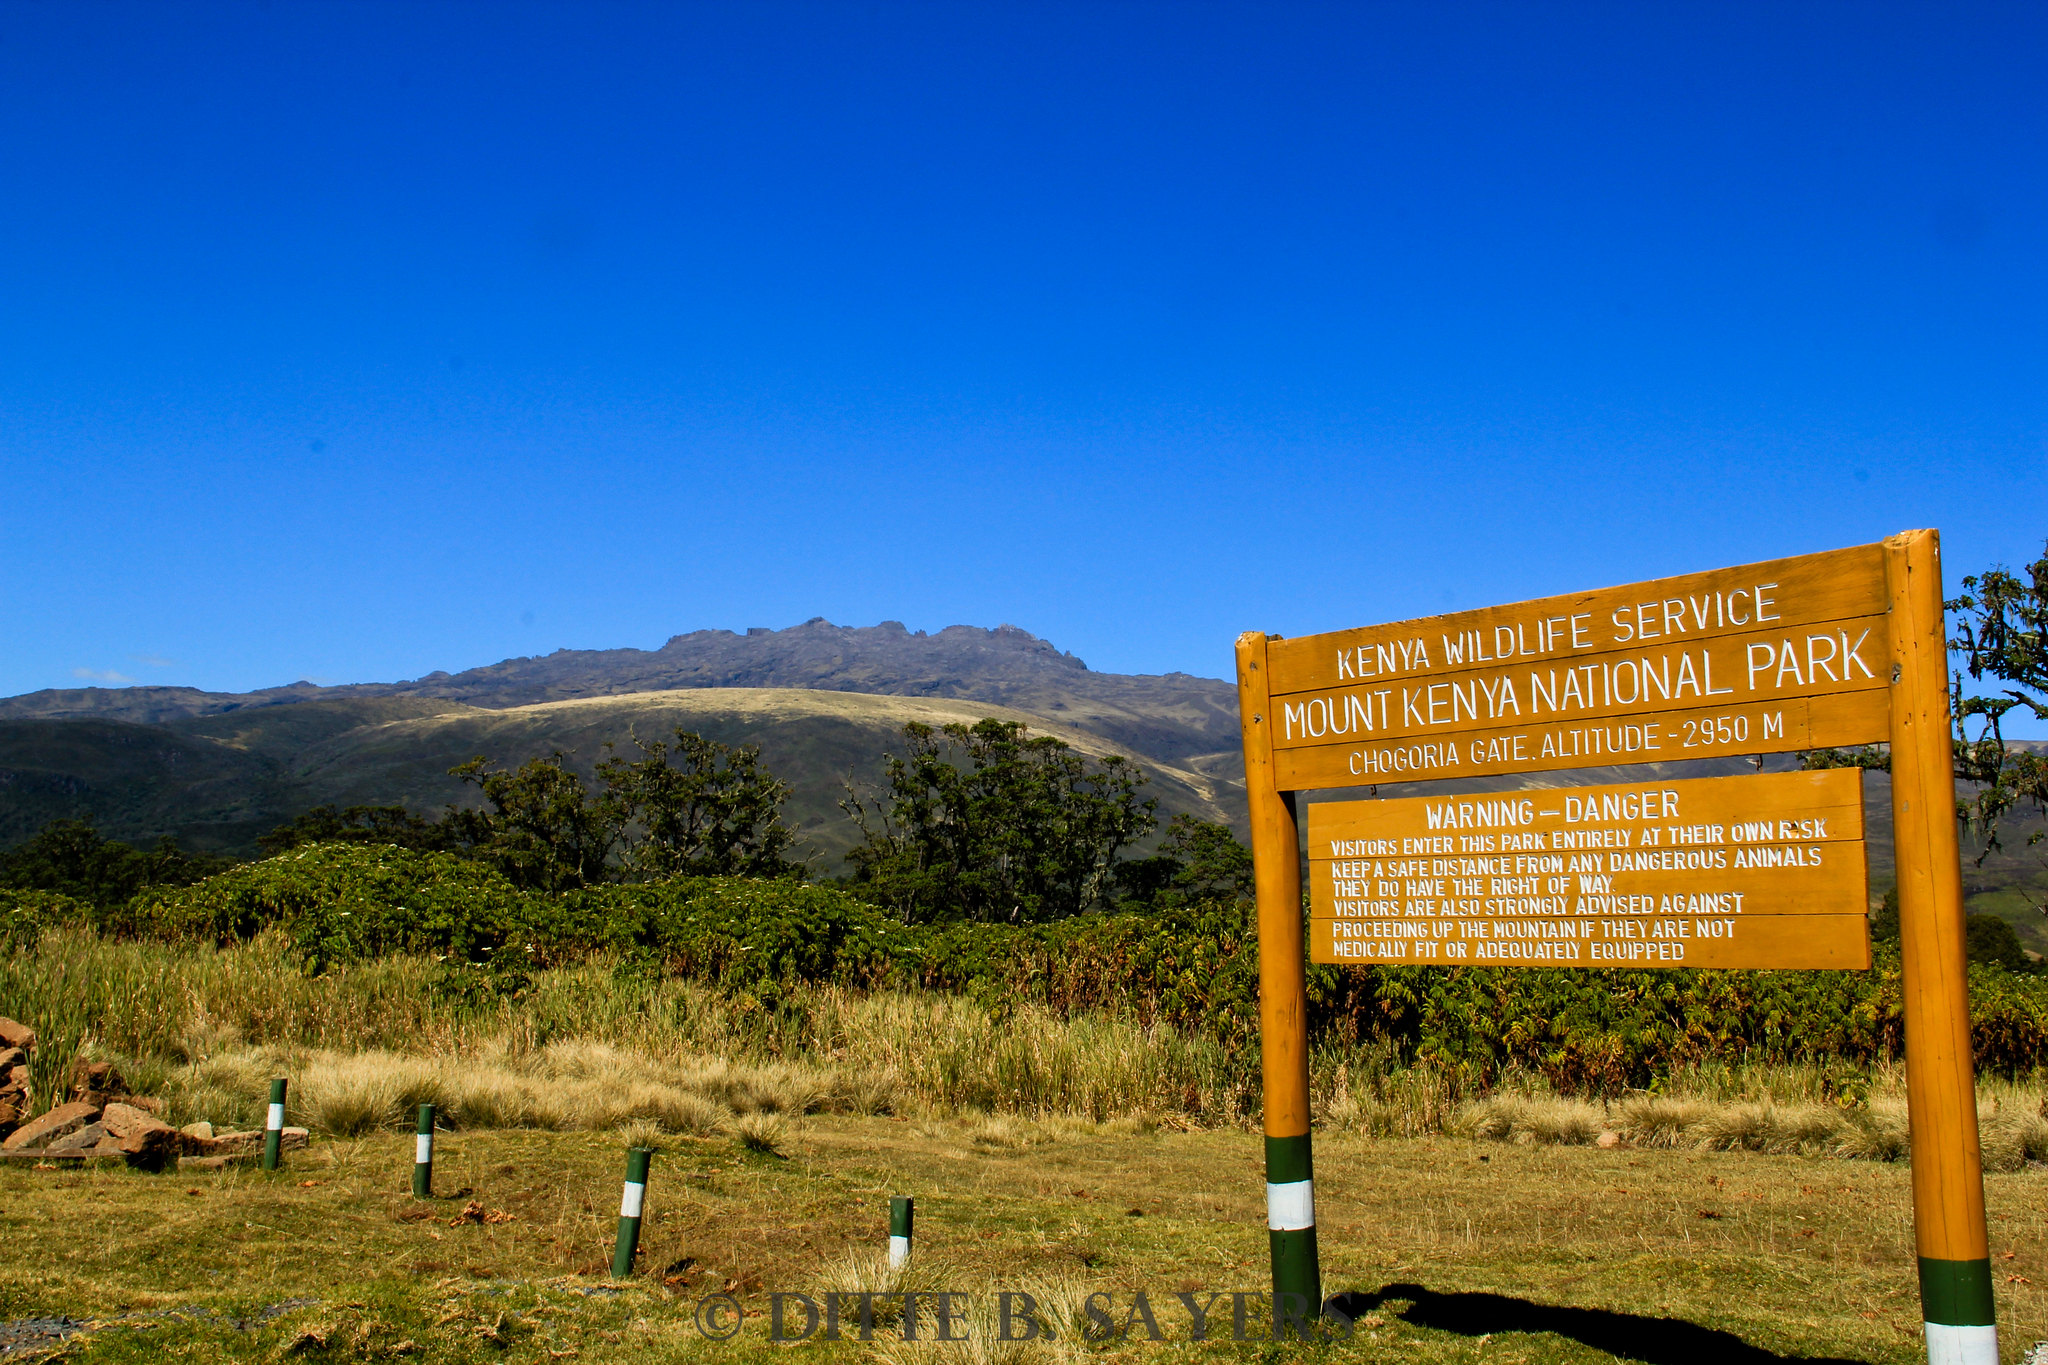 KENYA WILDLIFE SERVICE
MOUNT KENYA NATIONAL PARK
CHOGORIA GATE. ALTITUDE - 2950 M
WARNING - DANGER
VISITORS ENTER THIS PARK ENTIRELY AT THEIR OWN RISK
KEEP A SAFE DISTANCE FROM ANY DANGEROUS ANIMALS
THEY DO HAVE THE RIGHT OF WAY.
VISITORS ARE ALSO STRONGLY ADVISED AGAINST
PROCEEDING UP THE MOUNTAIN IF THEY ARE NOT
MEDICALLY FIT OR ADEQUATELY EQUIPPED
© DITTE B. SAYERS